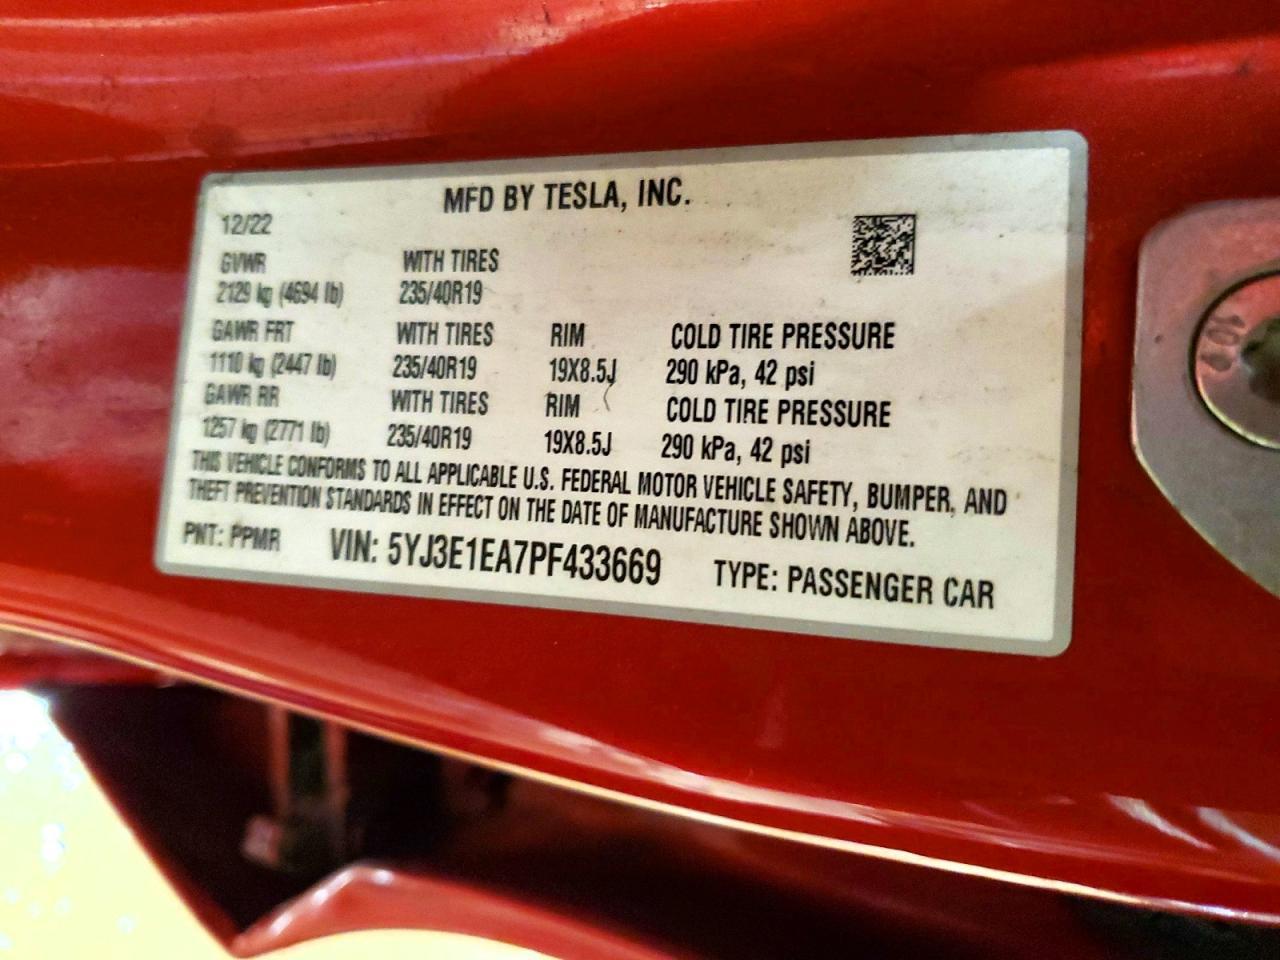 MFD BY TESLA, INC.
12/22
GVWR WITH TIRES
2129 kg (4694 lb) 235/40R19
GAWR FRT WITH TIRES RIM COLD TIRE PRESSURE
1110 kg (2447 lb) 235/40R19 19X8.5J 290 kPa, 42 psi
GAWR RR WITH TIRES RIM COLD TIRE PRESSURE
1257 kg (2771 lb) 235/40R19 19X8.5J 290 kPa, 42 psi
THIS VEHICLE CONFORMS TO ALL APPLICABLE U.S. FEDERAL MOTOR VEHICLE SAFETY, BUMPER, AND
THEFT PREVENTION STANDARDS IN EFFECT ON THE DATE OF MANUFACTURE SHOWN ABOVE.
PNT: PPMR VIN: 5YJ3E1EA7PF433669 TYPE: PASSENGER CAR